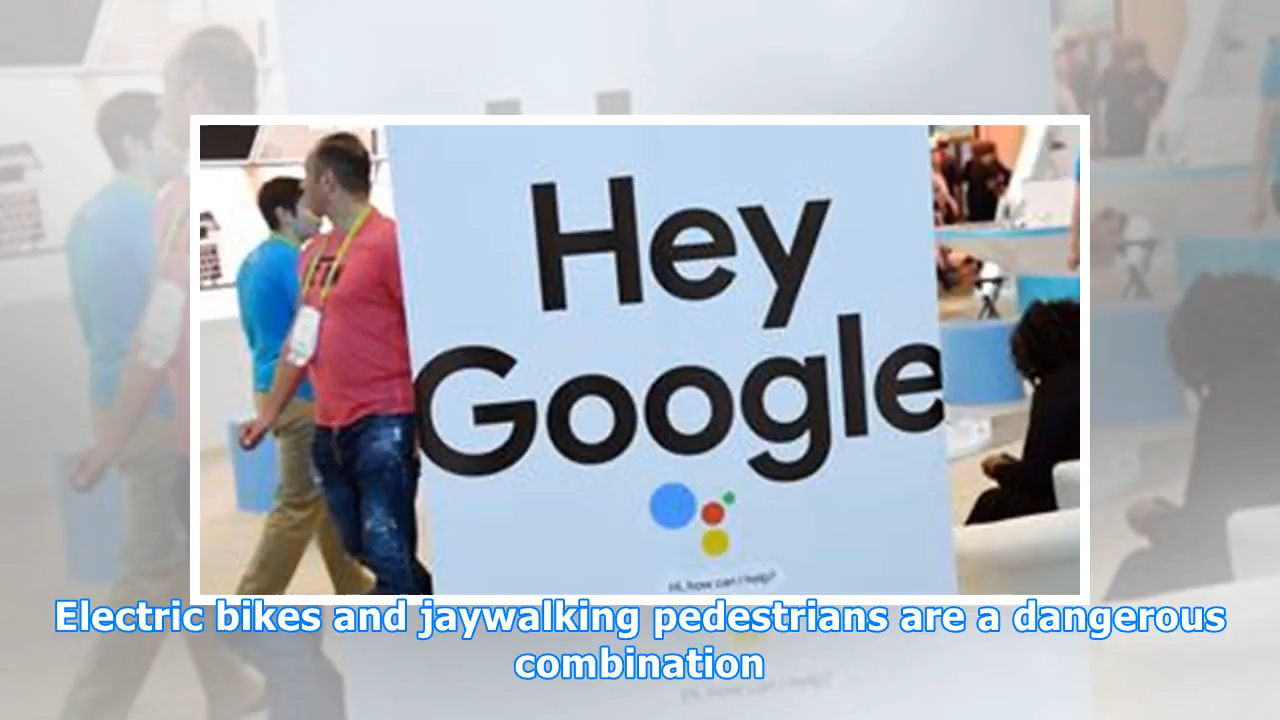 Hey
Google
Hi, how can I help?
Electric bikes and jaywalking pedestrians are a dangerous
combination